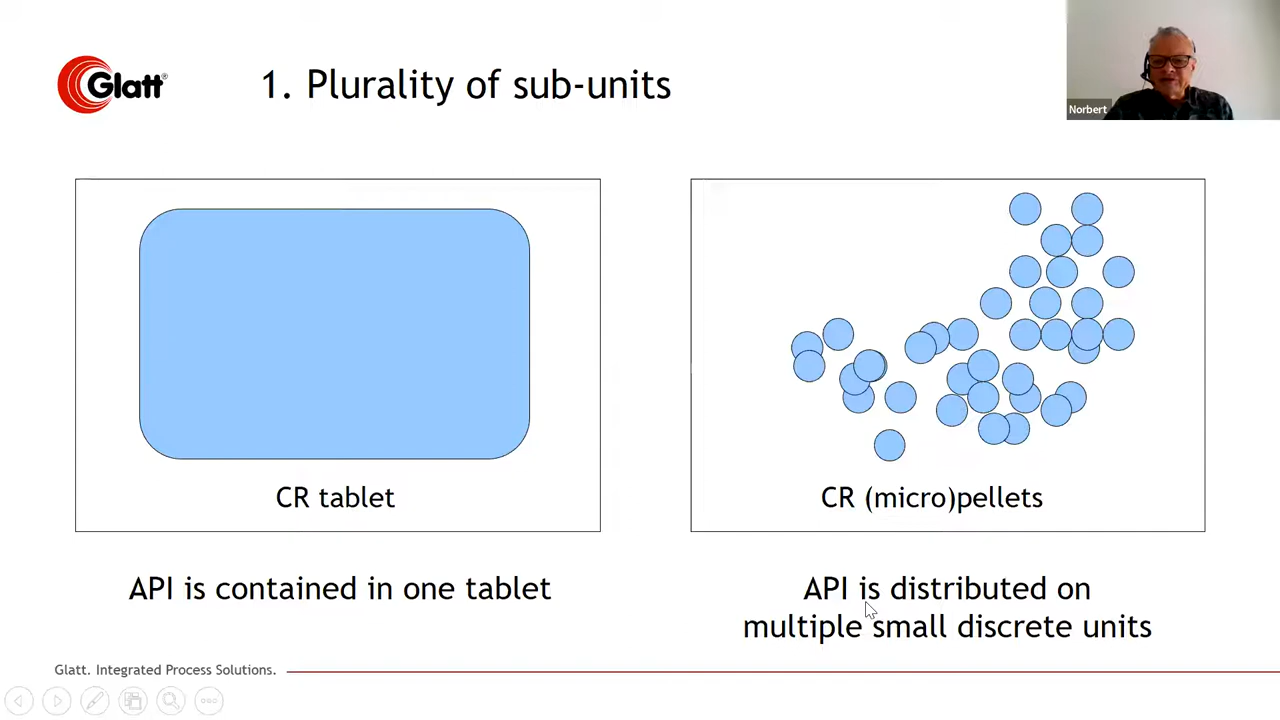 Glatt®
1. Plurality of sub-units
Norbert
CR tablet
CR (micro)pellets
API is contained in one tablet
API is distributed on
multiple small discrete units
Glatt. Integrated Process Solutions.